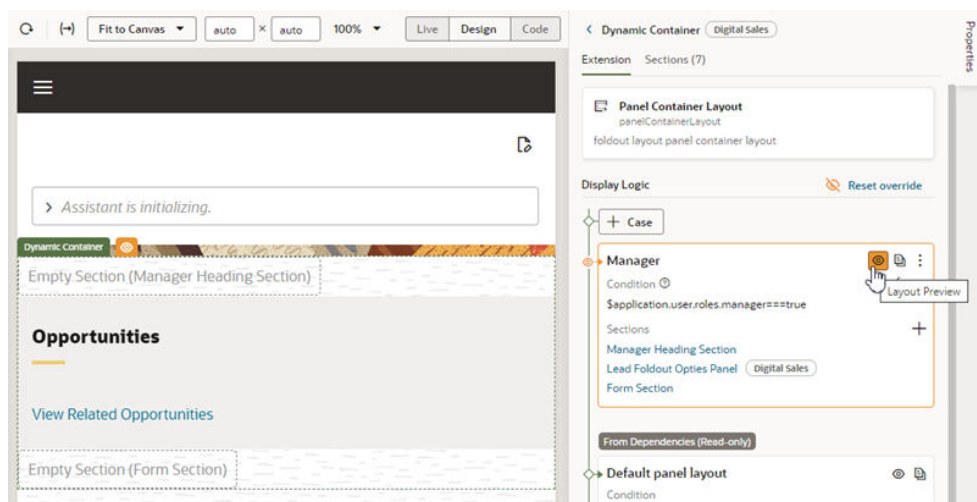 Fit to Canvas auto × auto 100% Live Design Code
Assistant is initializing.
Dynamic Container
Empty Section (Manager Heading Section)
Opportunities
View Related Opportunities
Empty Section (Form Section)
Dynamic Container Digital Sales
Extension Sections (7)
Panel Container Layout
panelContainerLayout
foldout layout panel container layout
Display Logic Reset override
+ Case
Manager
Layout Preview
Condition
$application.user.roles.manager===true
Sections
Manager Heading Section
Lead Foldout Opties Panel Digital Sales
Form Section
From Dependencies (Read-only)
Default panel layout
Condition
Properties